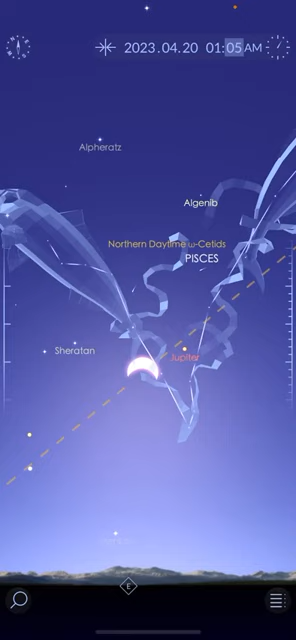 2023.04.20 01:05 AM
Alpheratz
Algenib
Northern Daytime ω-Cetids
PISCES
Sheratan
Jupiter
E